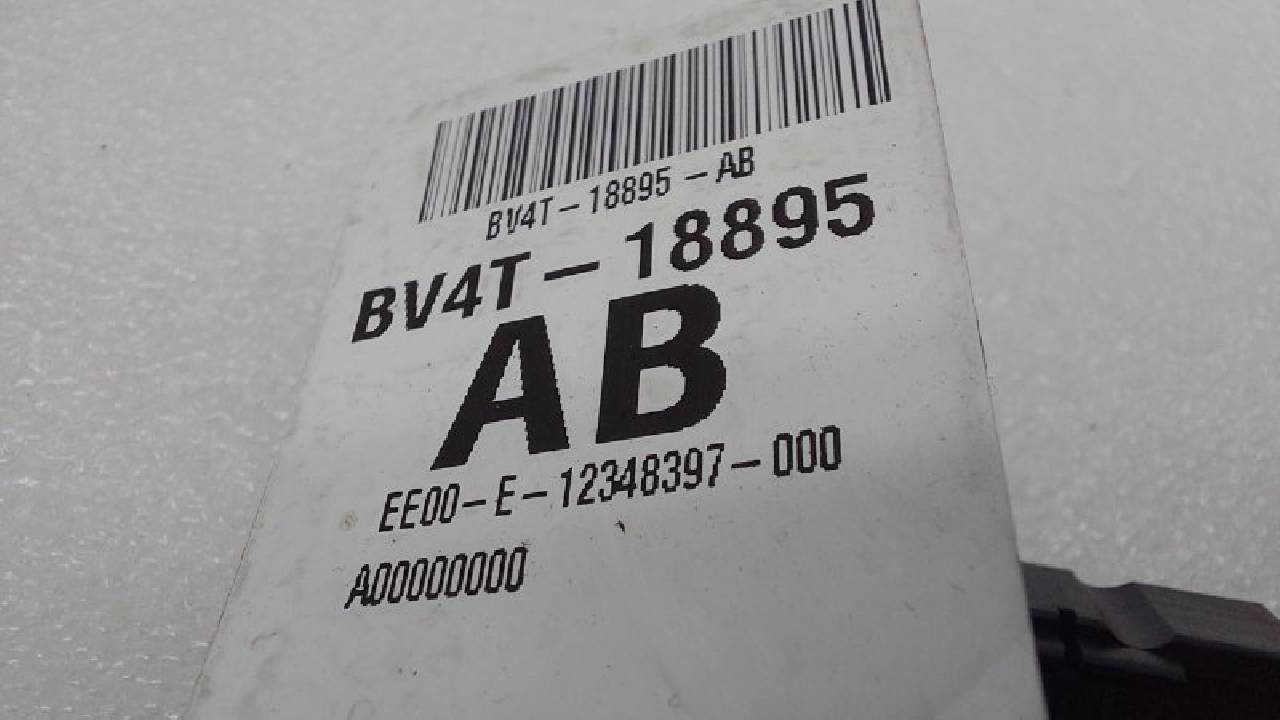 BV4T-18895-AB
BV4T-18895
AB
EE00-E-12348397-000
A00000000